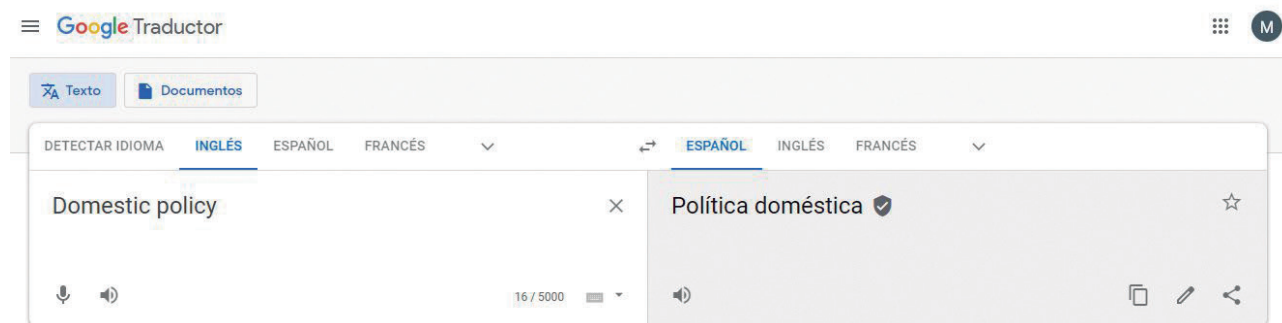 Google Traductor
M
Texto Documentos
DETECTAR IDIOMA INGLÉS ESPAÑOL FRANCÉS ESPAÑOL INGLÉS FRANCÉS
Domestic policy Política doméstica
16 / 5000